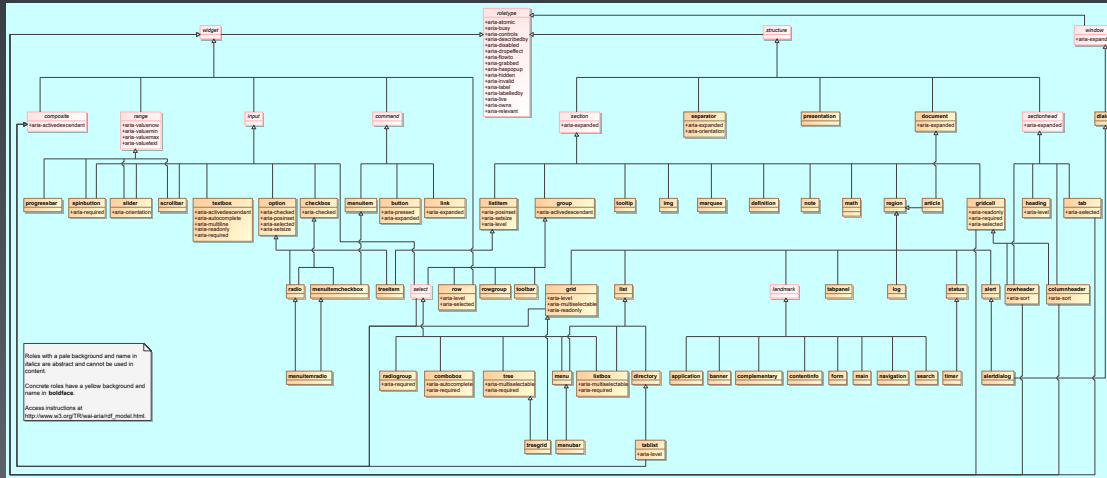 roletype
+aria-atomic
+aria-busy
+aria-controls
+aria-describedby
+aria-disabled
+aria-dropeffect
+aria-flowto
+aria-grabbed
+aria-haspopup
+aria-hidden
+aria-invalid
+aria-label
+aria-labelledby
+aria-live
+aria-owns
+aria-relevant
widget
structure
window
+aria-expand
composite
+aria-activedescendant
range
+aria-valuenow
+aria-valuemin
+aria-valuemax
+aria-valuetext
input
command
section
+aria-expanded
separator
+aria-expanded
+aria-orientation
presentation
document
+aria-expanded
sectionhead
+aria-expanded
dial
progressbar
spinbutton
+aria-required
slider
+aria-orientation
scrollbar
textbox
+aria-activedescendant
+aria-autocomplete
+aria-multiline
+aria-readonly
+aria-required
option
+aria-checked
+aria-posinset
+aria-selected
+aria-setsize
checkbox
+aria-checked
menuitem
button
+aria-pressed
+aria-expanded
link
+aria-expanded
listitem
+aria-posinset
+aria-setsize
+aria-level
group
+aria-activedescendant
tooltip
img
marquee
definition
note
math
region
article
gridcell
+aria-readonly
+aria-required
+aria-selected
heading
+aria-level
tab
+aria-selected
radio
menuitemcheckbox
treeitem
select
row
+aria-level
+aria-selected
rowgroup
toolbar
grid
+aria-level
+aria-multiselectable
+aria-readonly
list
landmark
tabpanel
log
status
alert
rowheader
+aria-sort
columnheader
+aria-sort
Roles with a pale background and name in
italics are abstract and cannot be used in
content.
Concrete roles have a yellow background and
name in boldface.
Access instructions at
http://www.w3.org/TR/wai-aria/rdf_model.html.
menuitemradio
radiogroup
+aria-required
combobox
+aria-autocomplete
+aria-required
tree
+aria-multiselectable
+aria-required
menu
listbox
+aria-multiselectable
+aria-required
directory
application
banner
complementary
contentinfo
form
main
navigation
search
timer
alertdialog
treegrid
menubar
tablist
+aria-level